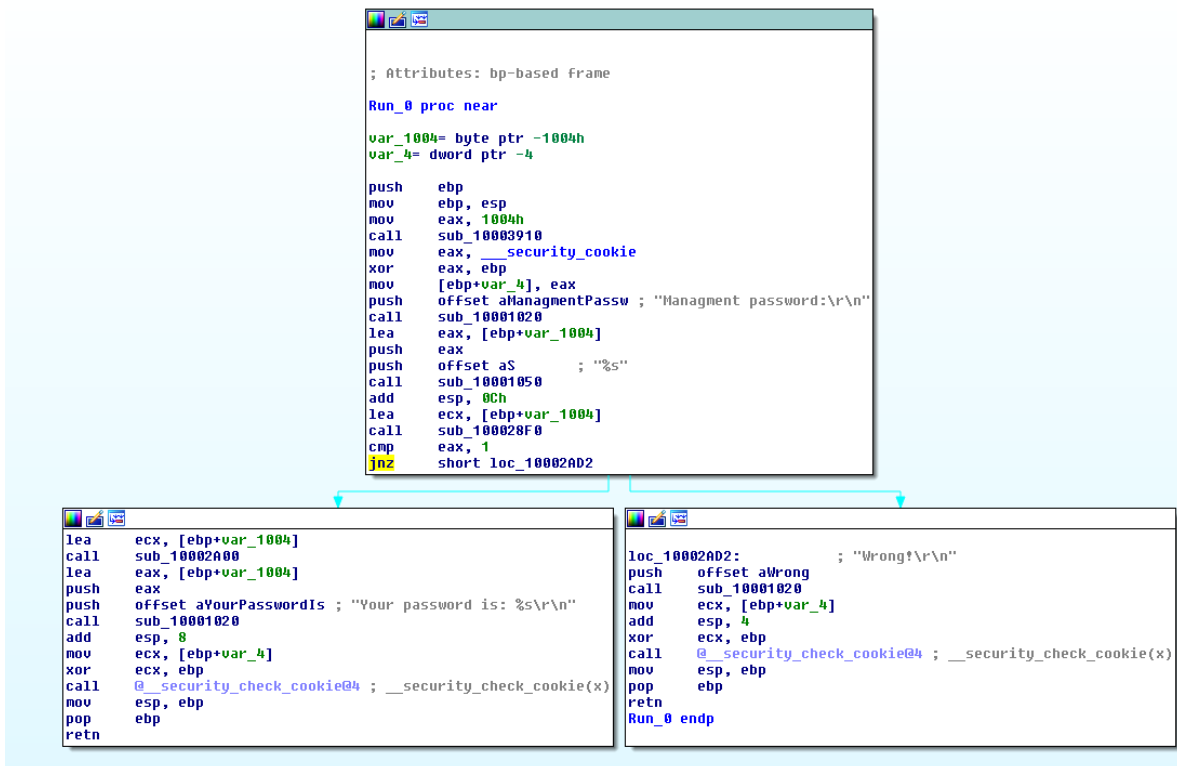 ; Attributes: bp-based frame
Run_0 proc near
var_1004= byte ptr -1004h
var_4= dword ptr -4
push ebp
mov ebp, esp
mov eax, 1004h
call sub_10003910
mov eax, ___security_cookie
xor eax, ebp
mov [ebp+var_4], eax
push offset aManagmentPassw ; "Managment password:\r\n"
call sub_10001020
lea eax, [ebp+var_1004]
push eax
push offset aS ; "%s"
call sub_10001050
add esp, 0Ch
lea ecx, [ebp+var_1004]
call sub_100028F0
cmp eax, 1
jnz short loc_10002AD2
lea ecx, [ebp+var_1004]
call sub_10002A00
lea eax, [ebp+var_1004]
push eax
push offset aYourPasswordIs ; "Your password is: %s\r\n"
call sub_10001020
add esp, 8
mov ecx, [ebp+var_4]
xor ecx, ebp
call @__security_check_cookie@4 ; __security_check_cookie(x)
mov esp, ebp
pop ebp
retn
loc_10002AD2: ; "Wrong!\r\n"
push offset aWrong
call sub_10001020
mov ecx, [ebp+var_4]
add esp, 4
xor ecx, ebp
call @__security_check_cookie@4 ; __security_check_cookie(x)
mov esp, ebp
pop ebp
retn
Run_0 endp